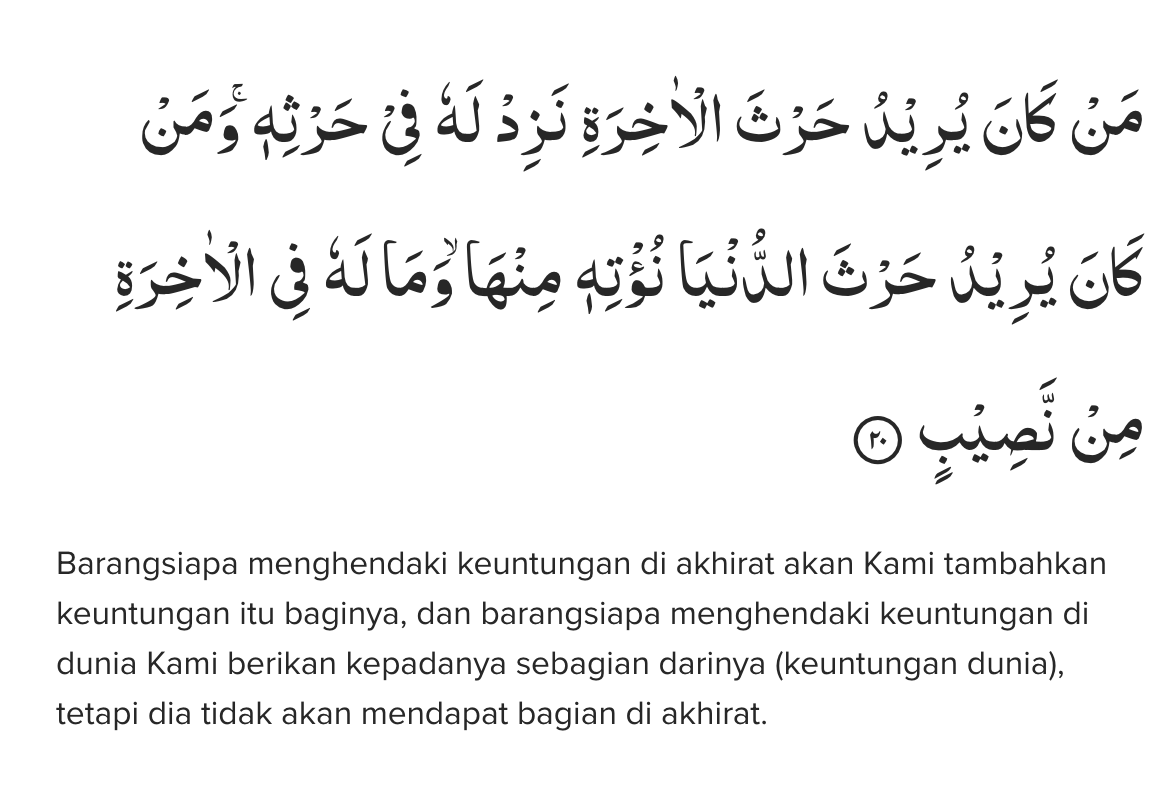 مَنْ كَانَ يُرِيْدُ حَرْثَ الْاٰخِرَةِ نَزِدْ لَهٗ فِيْ حَرْثِهٖۚ وَمَنْ
كَانَ يُرِيْدُ حَرْثَ الدُّنْيَا نُؤْتِهٖ مِنْهَاۙ وَمَا لَهٗ فِى الْاٰخِرَةِ
مِنْ نَّصِيْبٍ ٢٠
Barangsiapa menghendaki keuntungan di akhirat akan Kami tambahkan
keuntungan itu baginya, dan barangsiapa menghendaki keuntungan di
dunia Kami berikan kepadanya sebagian darinya (keuntungan dunia),
tetapi dia tidak akan mendapat bagian di akhirat.